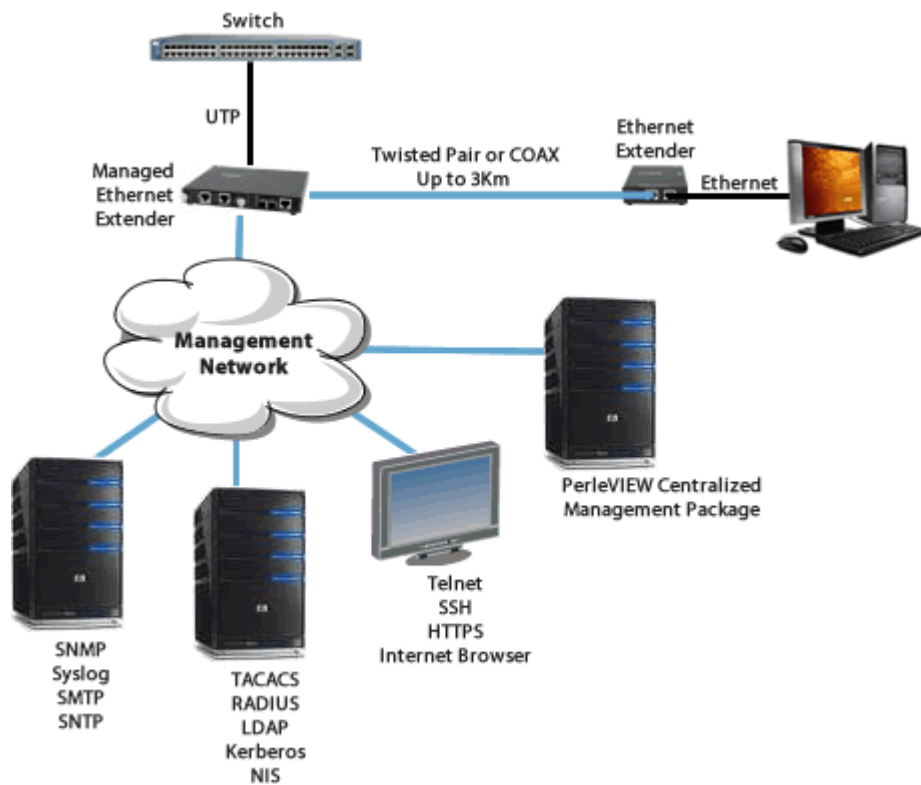 Switch
UTP
Managed
Ethernet
Extender
Twisted Pair or COAX
Up to 3Km
Ethernet
Extender
Ethernet
Management
Network
PerleVIEW Centralized
Management Package
Telnet
SSH
HTTPS
Internet Browser
SNMP
Syslog
SMTP
SNTP
TACACS
RADIUS
LDAP
Kerberos
NIS